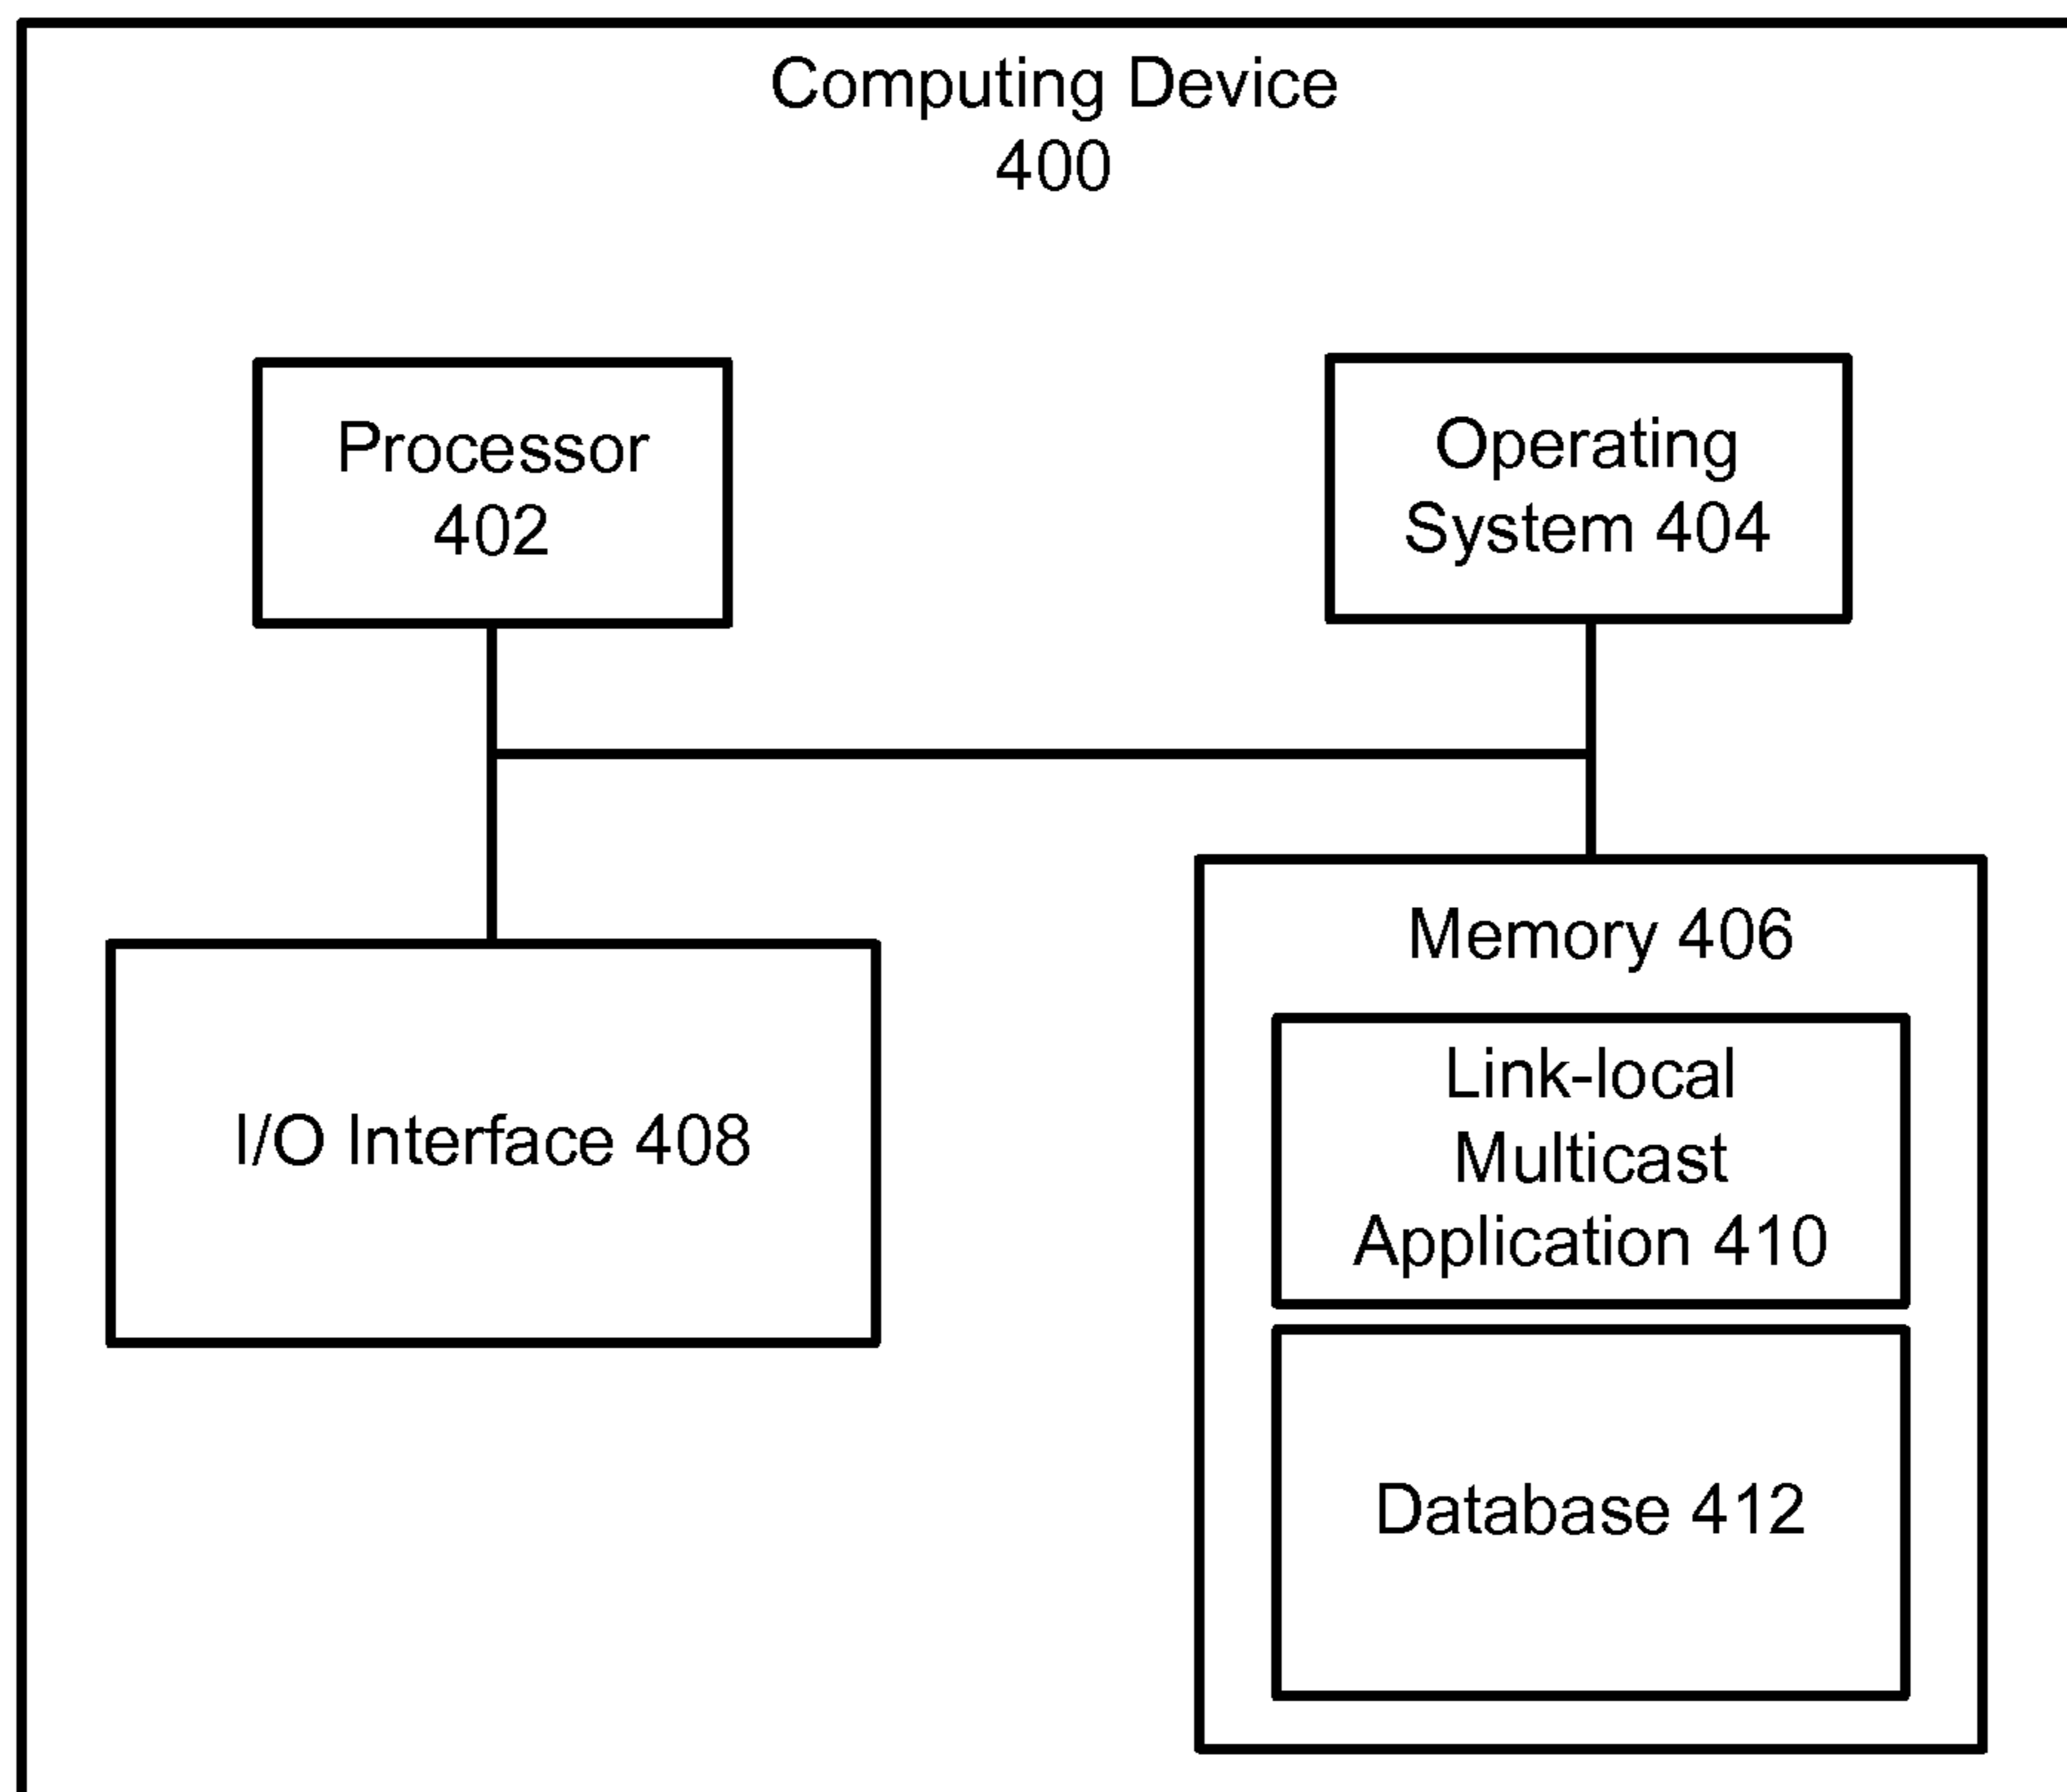 Computing Device
400
Processor
402
Operating
System 404
I/O Interface 408
Memory 406
Link-local
Multicast
Application 410
Database 412